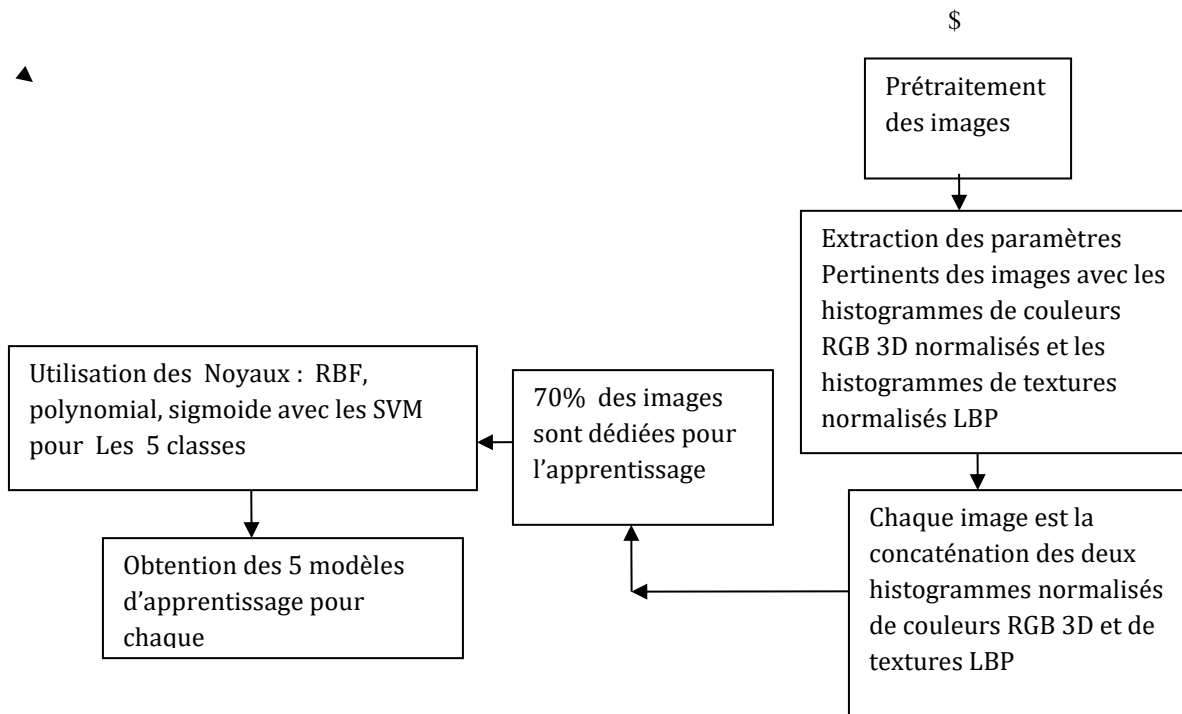 $
Prétraitement
des images
Extraction des paramètres
Pertinents des images avec les
histogrammes de couleurs
RGB 3D normalisés et les
histogrammes de textures
normalisés LBP
Chaque image est la
concaténation des deux
histogrammes normalisés
de couleurs RGB 3D et de
textures LBP
70% des images
sont dédiées pour
l’apprentissage
Utilisation des Noyaux : RBF,
polynomial, sigmoide avec les SVM
pour Les 5 classes
Obtention des 5 modèles
d’apprentissage pour
chaque